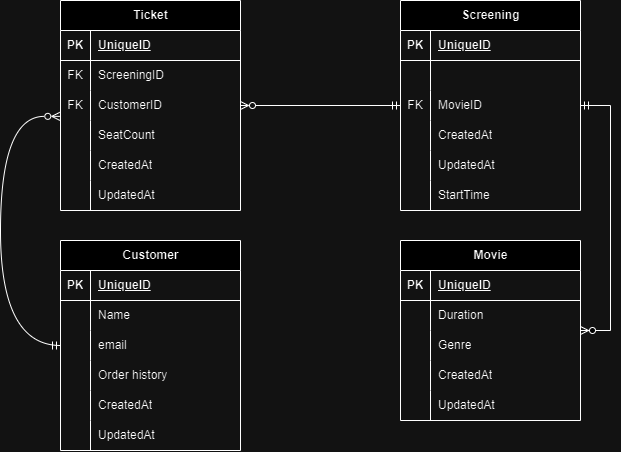 Ticket
PK UniqueID
FK ScreeningID
FK CustomerID
SeatCount
CreatedAt
UpdatedAt
Screening
PK UniqueID
FK MovieID
CreatedAt
UpdatedAt
StartTime
Customer
PK UniqueID
Name
email
Order history
CreatedAt
UpdatedAt
Movie
PK UniqueID
Duration
Genre
CreatedAt
UpdatedAt